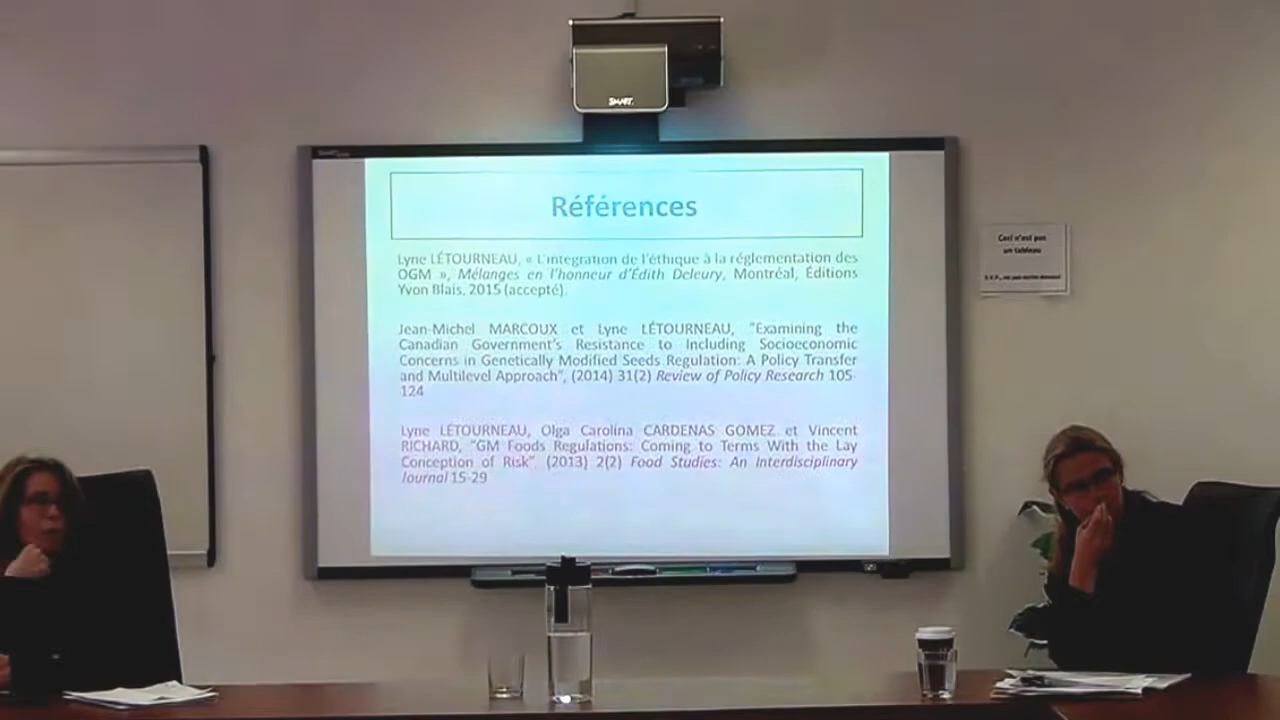 SMART
Références
Lyne LÉTOURNEAU, « L'integration de l'éthique à la réglementation des
OGM », Mélanges en l'honneur d'Édith Deleury, Montréal, Éditions
Yvon Blais, 2015 (accepté).
Jean-Michel MARCOUX et Lyne LÉTOURNEAU, "Examining the
Canadian Government's Resistance to Including Socioeconomic
Concerns in Genetically Modified Seeds Regulation: A Policy Transfer
and Multilevel Approach", (2014) 31(2) Review of Policy Research 105-
124
Lyne LÉTOURNEAU, Olga Carolina CARDENAS GOMEZ et Vincent
RICHARD, "GM Foods Regulations: Coming to Terms With the Lay
Conception of Risk", (2013) 2(2) Food Studies: An Interdisciplinary
Journal 15-29
Ceci n'est pas
un tableau